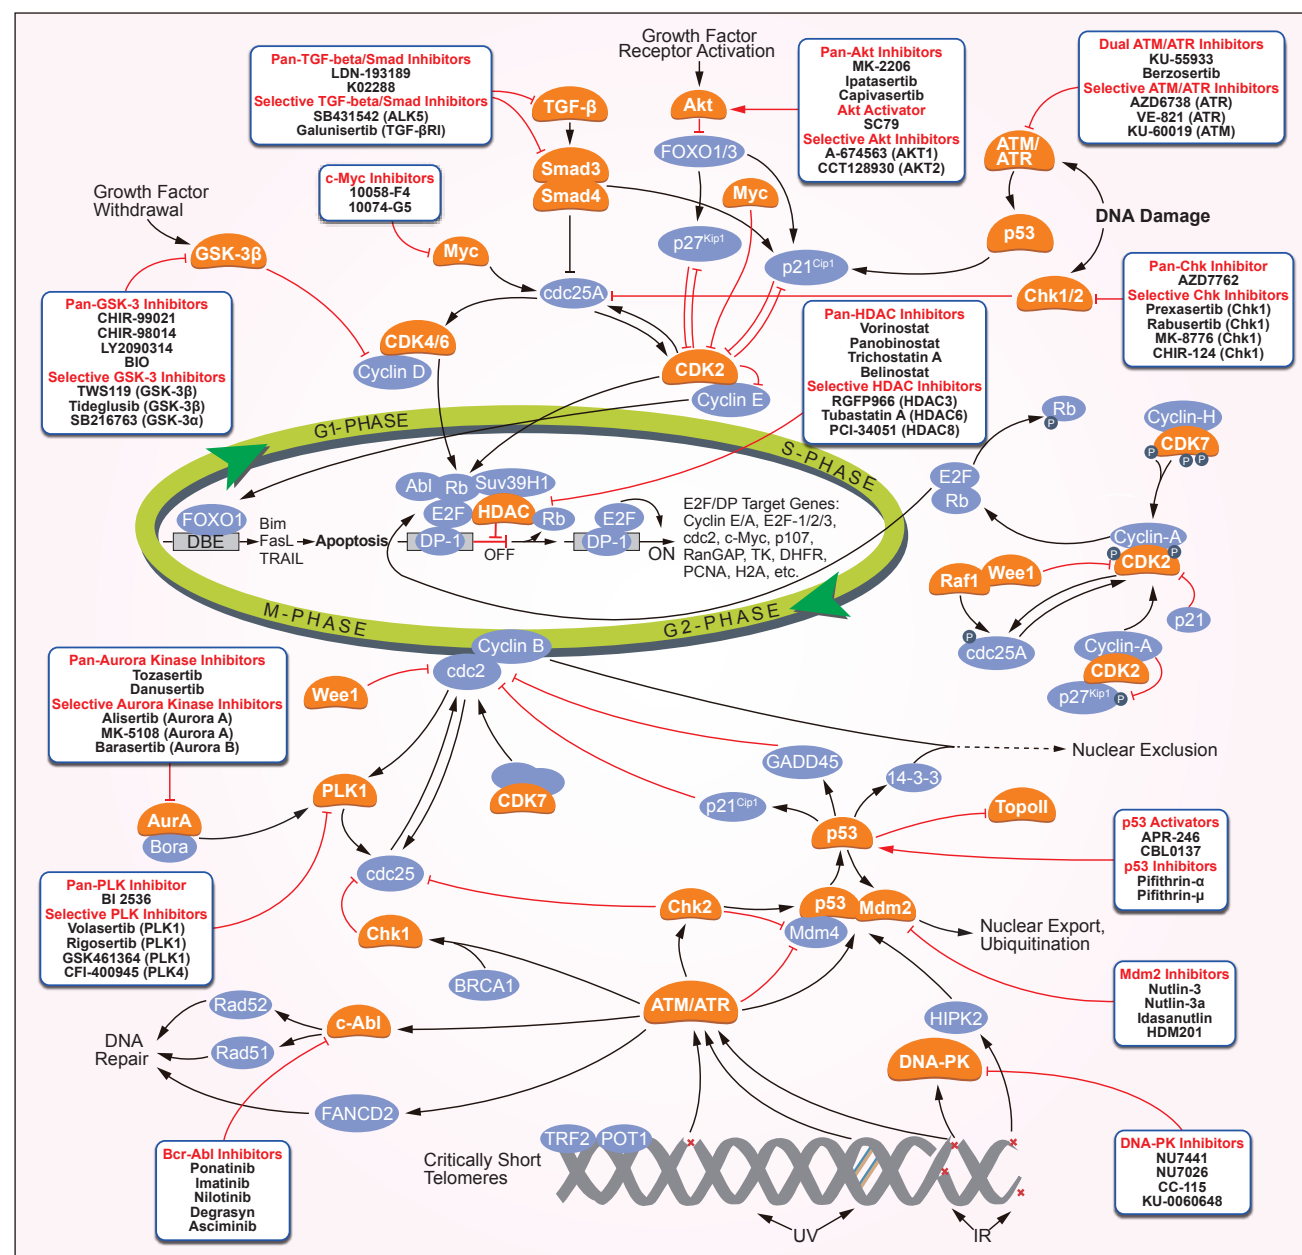 Growth Factor
Receptor Activation
Pan-TGF-beta/Smad Inhibitors
LDN-193189
K02288
Selective TGF-beta/Smad Inhibitors
SB431542 (ALK5)
Galunisertib (TGF-βRI)
TGF-β
Smad3
Smad4
Akt
FOXO1/3
Pan-Akt Inhibitors
MK-2206
Ipatasertib
Capivasertib
Akt Activator
SC79
Selective Akt Inhibitors
A-674563 (AKT1)
CCT128930 (AKT2)
Dual ATM/ATR Inhibitors
KU-55933
Berzosertib
Selective ATM/ATR Inhibitors
AZD6738 (ATR)
VE-821 (ATR)
KU-60019 (ATM)
ATM/
ATR
DNA Damage
p53
Chk1/2
c-Myc Inhibitors
10058-F4
10074-G5
Growth Factor
Withdrawal
GSK-3β
Myc
Myc
p27Kip1
p21Cip1
cdc25A
Pan-Chk Inhibitor
AZD7762
Selective Chk Inhibitors
Prexasertib (Chk1)
Rabusertib (Chk1)
MK-8776 (Chk1)
CHIR-124 (Chk1)
Pan-GSK-3 Inhibitors
CHIR-99021
CHIR-98014
LY2090314
BIO
Selective GSK-3 Inhibitors
TWS119 (GSK-3β)
Tideglusib (GSK-3β)
SB216763 (GSK-3α)
CDK4/6
Cyclin D
CDK2
Cyclin E
Pan-HDAC Inhibitors
Vorinostat
Panobinostat
Trichostatin A
Belinostat
Selective HDAC Inhibitors
RGFP966 (HDAC3)
Tubastatin A (HDAC6)
PCI-34051 (HDAC8)
G1-PHASE
S-PHASE
G2-PHASE
M-PHASE
FOXO1
DBE
Bim
FasL
TRAIL
Apoptosis
Abl
Rb
Suv39H1
E2F
HDAC
Rb
DP-1
OFF
E2F
DP-1
ON
E2F/DP Target Genes:
Cyclin E/A, E2F-1/2/3,
cdc2, c-Myc, p107,
RanGAP, TK, DHFR,
PCNA, H2A, etc.
Rb
P
E2F
Rb
Cyclin-H
CDK7
P
P
P
Cyclin-A
P
P
CDK2
Raf1
Wee1
P
cdc25A
p21
Cyclin-A
CDK2
p27Kip1
P
Cyclin B
cdc2
Wee1
Pan-Aurora Kinase Inhibitors
Tozasertib
Danusertib
Selective Aurora Kinase Inhibitors
Alisertib (Aurora A)
MK-5108 (Aurora A)
Barasertib (Aurora B)
Nuclear Exclusion
GADD45
14-3-3
PLK1
CDK7
p21Cip1
TopoII
AurA
Bora
p53
cdc25
p53 Activators
APR-246
CBL0137
p53 Inhibitors
Pifithrin-α
Pifithrin-μ
Pan-PLK Inhibitor
BI 2536
Selective PLK Inhibitors
Volasertib (PLK1)
Rigosertib (PLK1)
GSK461364 (PLK1)
CFI-400945 (PLK4)
Chk2
p53
Mdm2
Mdm4
Chk1
Nuclear Export,
Ubiquitination
BRCA1
ATM/ATR
Mdm2 Inhibitors
Nutlin-3
Nutlin-3a
Idasanutlin
HDM201
Rad52
c-Abl
DNA
Repair
Rad51
HIPK2
DNA-PK
FANCD2
TRF2
POT1
Critically Short
Telomeres
UV
IR
Bcr-Abl Inhibitors
Ponatinib
Imatinib
Nilotinib
Degrasyn
Asciminib
DNA-PK Inhibitors
NU7441
NU7026
CC-115
KU-0060648